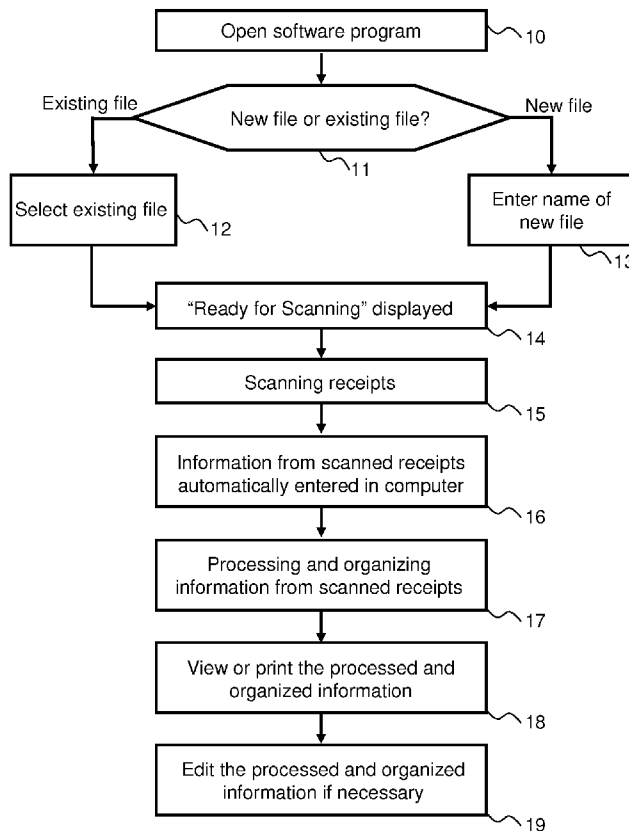 Open software program
10
Existing file
New file or existing file?
New file
11
Select existing file
12
Enter name of
new file
13
“Ready for Scanning” displayed
14
Scanning receipts
15
Information from scanned receipts
automatically entered in computer
16
Processing and organizing
information from scanned receipts
17
View or print the processed and
organized information
18
Edit the processed and organized
information if necessary
19